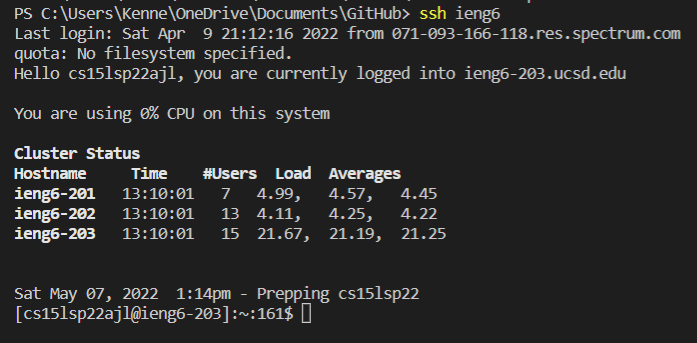 PS C:\Users\Kenne\OneDrive\Documents\GitHub> ssh ieng6
Last login: Sat Apr  9 21:12:16 2022 from 071-093-166-118.res.spectrum.com
quota: No filesystem specified.
Hello cs15lsp22ajl, you are currently logged into ieng6-203.ucsd.edu
You are using 0% CPU on this system
Cluster Status
Hostname     Time    #Users  Load  Averages
ieng6-201   13:10:01   7   4.99,   4.57,   4.45
ieng6-202   13:10:01   13  4.11,   4.25,   4.22
ieng6-203   13:10:01   15  21.67,  21.19,  21.25
Sat May 07, 2022  1:14pm - Prepping cs15lsp22
[cs15lsp22ajl@ieng6-203]:~:161$